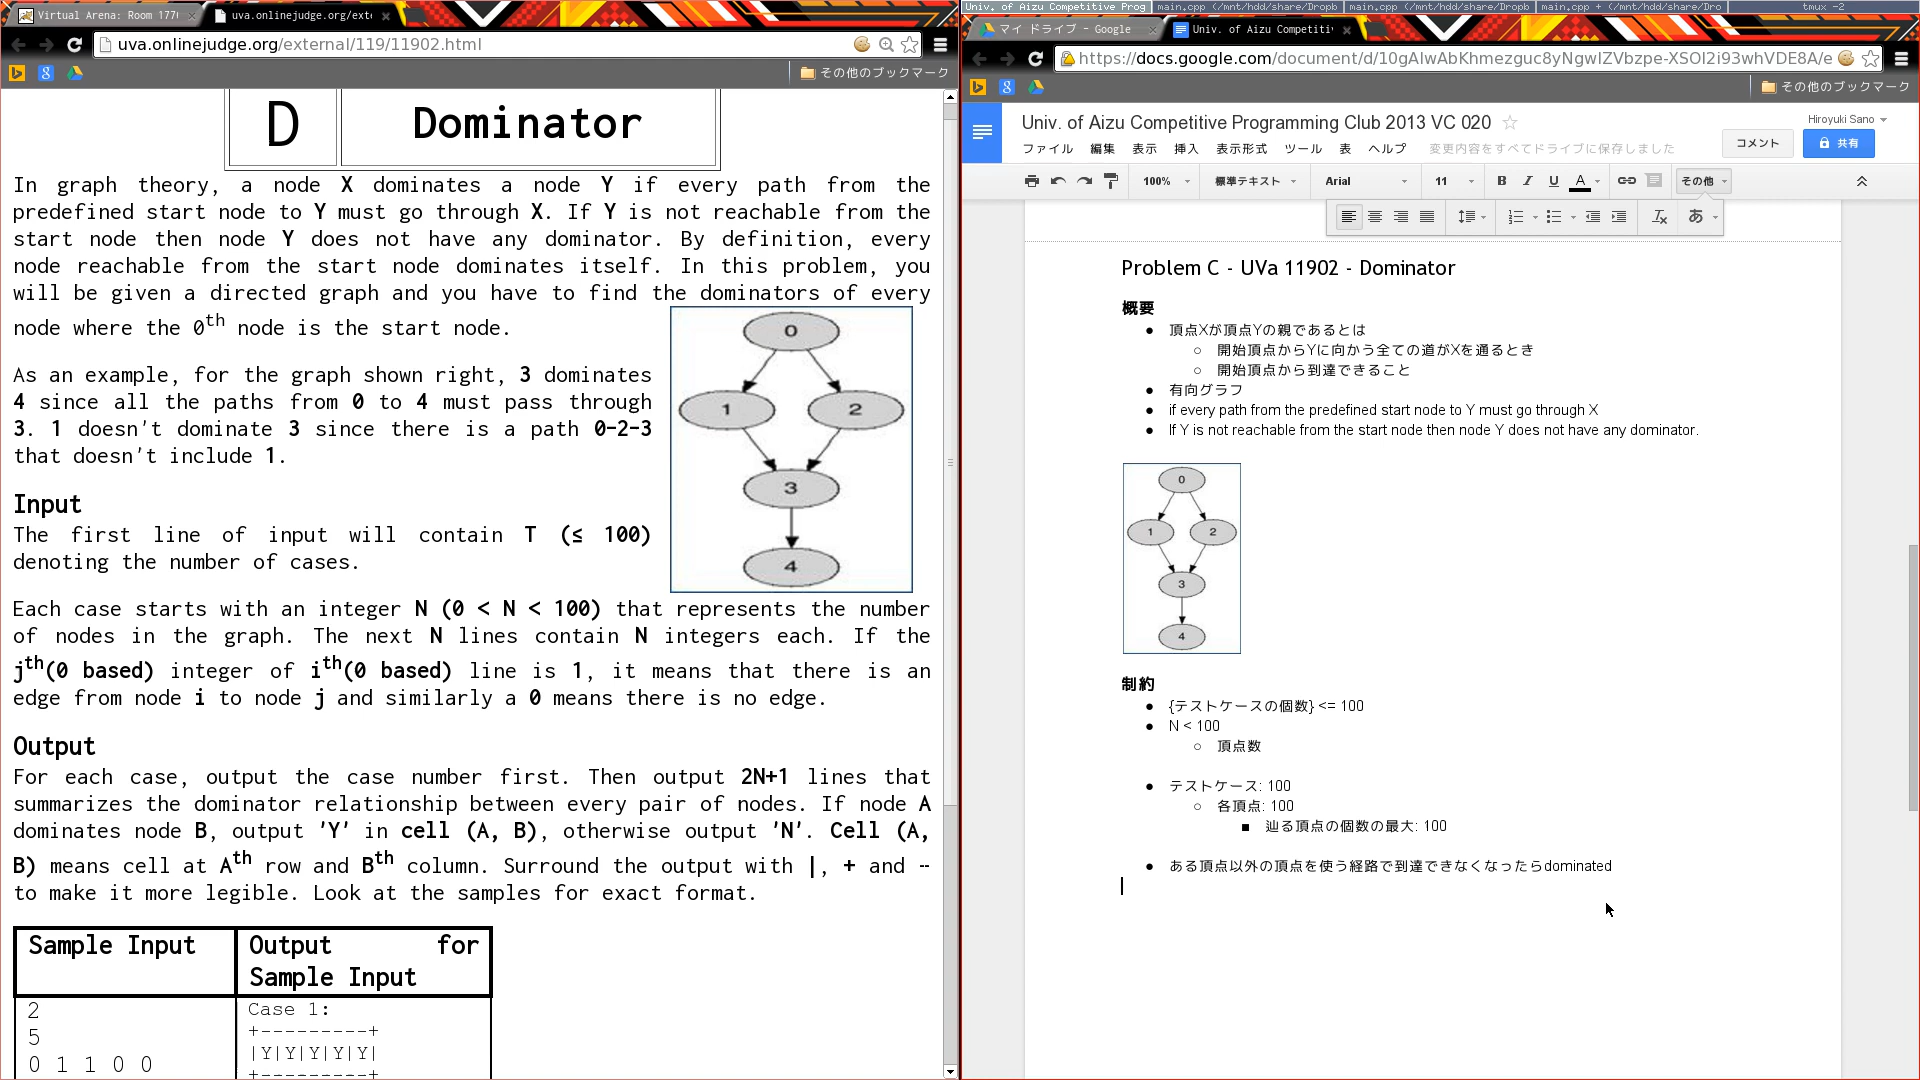 Virtual Arena: Room 177
uva.onlinejudge.org/ext
uva.onlinejudge.org/external/119/11902.html
その他のブックマーク
D
Dominator
In graph theory, a node X dominates a node Y if every path from the
predefined start node to Y must go through X. If Y is not reachable from the
start node then node Y does not have any dominator. By definition, every
node reachable from the start node dominates itself. In this problem, you
will be given a directed graph and you have to find the dominators of every
node where the 0th node is the start node.
As an example, for the graph shown right, 3 dominates
4 since all the paths from 0 to 4 must pass through
3. 1 doesn't dominate 3 since there is a path 0-2-3
that doesn't include 1.
0
1
2
3
4
Input
The first line of input will contain T (≤ 100)
denoting the number of cases.
Each case starts with an integer N (0 < N < 100) that represents the number
of nodes in the graph. The next N lines contain N integers each. If the
jth(0 based) integer of ith(0 based) line is 1, it means that there is an
edge from node i to node j and similarly a 0 means there is no edge.
Output
For each case, output the case number first. Then output 2N+1 lines that
summarizes the dominator relationship between every pair of nodes. If node A
dominates node B, output 'Y' in cell (A, B), otherwise output 'N'. Cell (A,
B) means cell at Ath row and Bth column. Surround the output with |, + and -
to make it more legible. Look at the samples for exact format.
Sample Input
Output for
Sample Input
2
5
0 1 1 0 0
Case 1:
+---------+
|Y|Y|Y|Y|Y|
+---------+
Univ. of Aizu Competitive Prog
main.cpp (/mnt/hdd/share/Dropb
main.cpp (/mnt/hdd/share/Dropb
main.cpp + (/mnt/hdd/share/Dro
tmux -2
マイ ドライブ - Google
Univ. of Aizu Competiti
https://docs.google.com/document/d/10gAlwAbKhmezguc8yNgwIZVbzpe-XSOl2i93whVDE8A/e
その他のブックマーク
Univ. of Aizu Competitive Programming Club 2013 VC 020
Hiroyuki Sano
コメント
共有
ファイル 編集 表示 挿入 表示形式 ツール 表 ヘルプ 変更内容をすべてドライブに保存しました
100% 標準テキスト Arial 11 B I U A その他
あ
Problem C - UVa 11902 - Dominator
概要
頂点Xが頂点Yの親であるとは
開始頂点からYに向かう全ての道がXを通るとき
開始頂点から到達できること
有向グラフ
if every path from the predefined start node to Y must go through X
If Y is not reachable from the start node then node Y does not have any dominator.
0
1
2
3
4
制約
{テストケースの個数} <= 100
N < 100
頂点数
テストケース: 100
各頂点: 100
辿る頂点の個数の最大: 100
ある頂点以外の頂点を使う経路で到達できなくなったらdominated